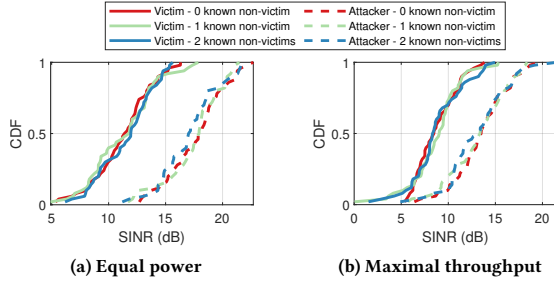 Victim - 0 known non-victim Attacker - 0 known non-victim
Victim - 1 known non-victim Attacker - 1 known non-victim
Victim - 2 known non-victims Attacker - 2 known non-victims
1 1
CDF 0.5 CDF 0.5
0 0
5 10 15 20 0 5 10 15 20
SINR (dB) SINR (dB)
(a) Equal power (b) Maximal throughput